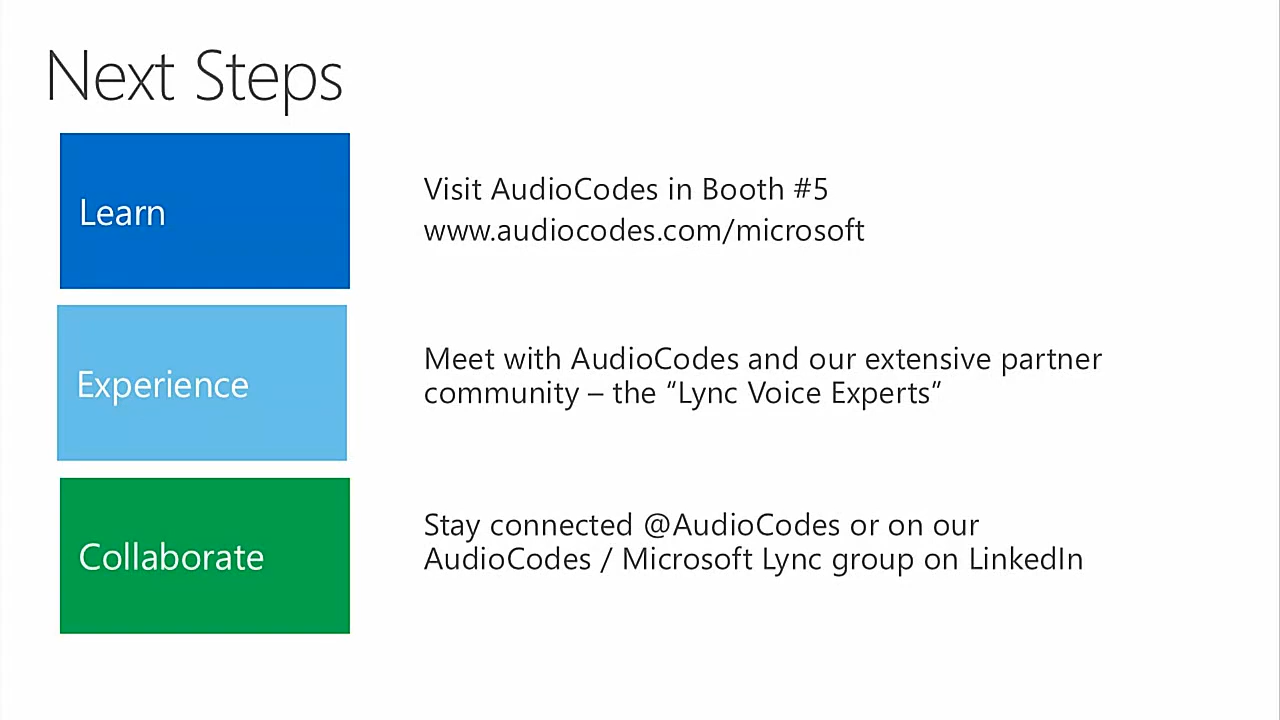 Next Steps
Learn
Visit AudioCodes in Booth #5
www.audiocodes.com/microsoft
Experience
Meet with AudioCodes and our extensive partner
community – the “Lync Voice Experts”
Collaborate
Stay connected @AudioCodes or on our
AudioCodes / Microsoft Lync group on LinkedIn